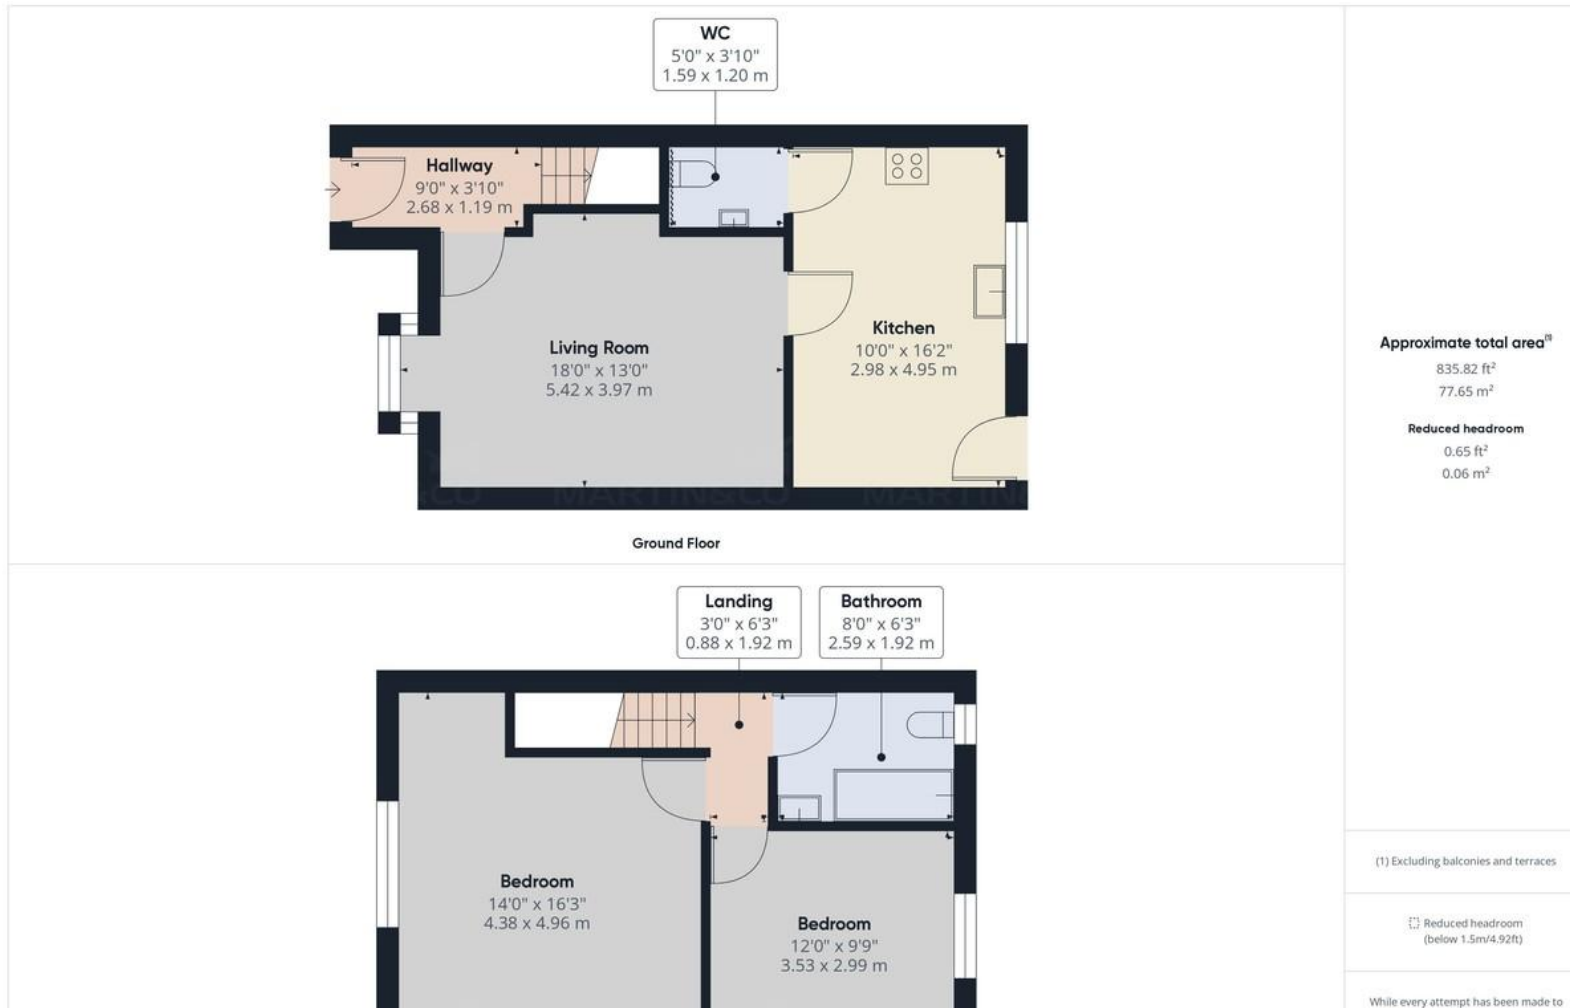 WC
5'0" x 3'10"
1.59 x 1.20 m
Hallway
9'0" x 3'10"
2.68 x 1.19 m
Living Room
18'0" x 13'0"
5.42 x 3.97 m
Kitchen
10'0" x 16'2"
2.98 x 4.95 m
&CO
MARTIN&CO
MARTIN
Ground Floor
Landing
3'0" x 6'3"
0.88 x 1.92 m
Bathroom
8'0" x 6'3"
2.59 x 1.92 m
Bedroom
14'0" x 16'3"
4.38 x 4.96 m
Bedroom
12'0" x 9'9"
3.53 x 2.99 m
Approximate total area(1)
835.82 ft²
77.65 m²
Reduced headroom
0.65 ft²
0.06 m²
(1) Excluding balconies and terraces
Reduced headroom
(below 1.5m/4.92ft)
While every attempt has been made to